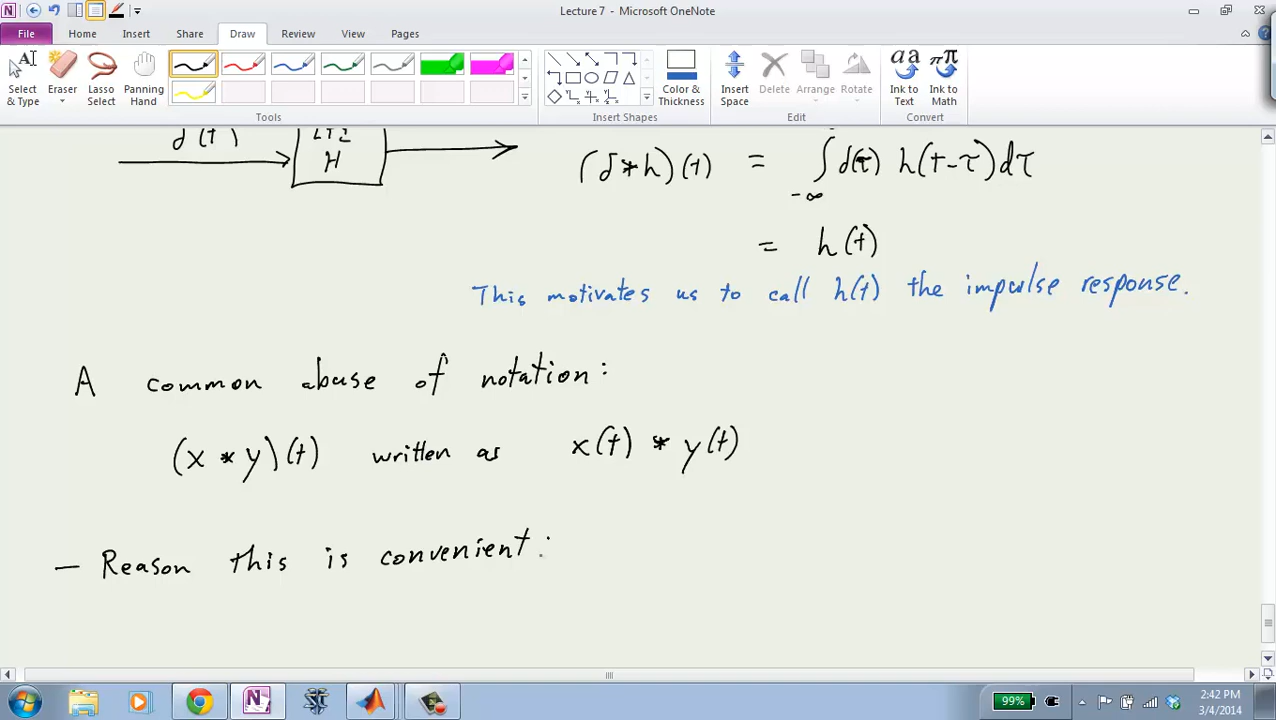 Lecture 7 - Microsoft OneNote
File Home Insert Share Draw Review View Pages
Select & Type
Eraser
Lasso Select
Panning Hand
Color & Thickness
Insert Space
Delete
Arrange
Rotate
Ink to Text
Ink to Math
Tools
Insert Shapes
Edit
Convert
δ(t)
LTI
H
(δ*h)(t) = ∫ δ(τ) h(t-τ)dτ
-∞
= h(t)
This motivates us to call h(t) the impulse response.
A common abuse of notation:
(x * y)(t) written as x(t) * y(t)
- Reason this is convenient:
99%
2:42 PM
3/4/2014